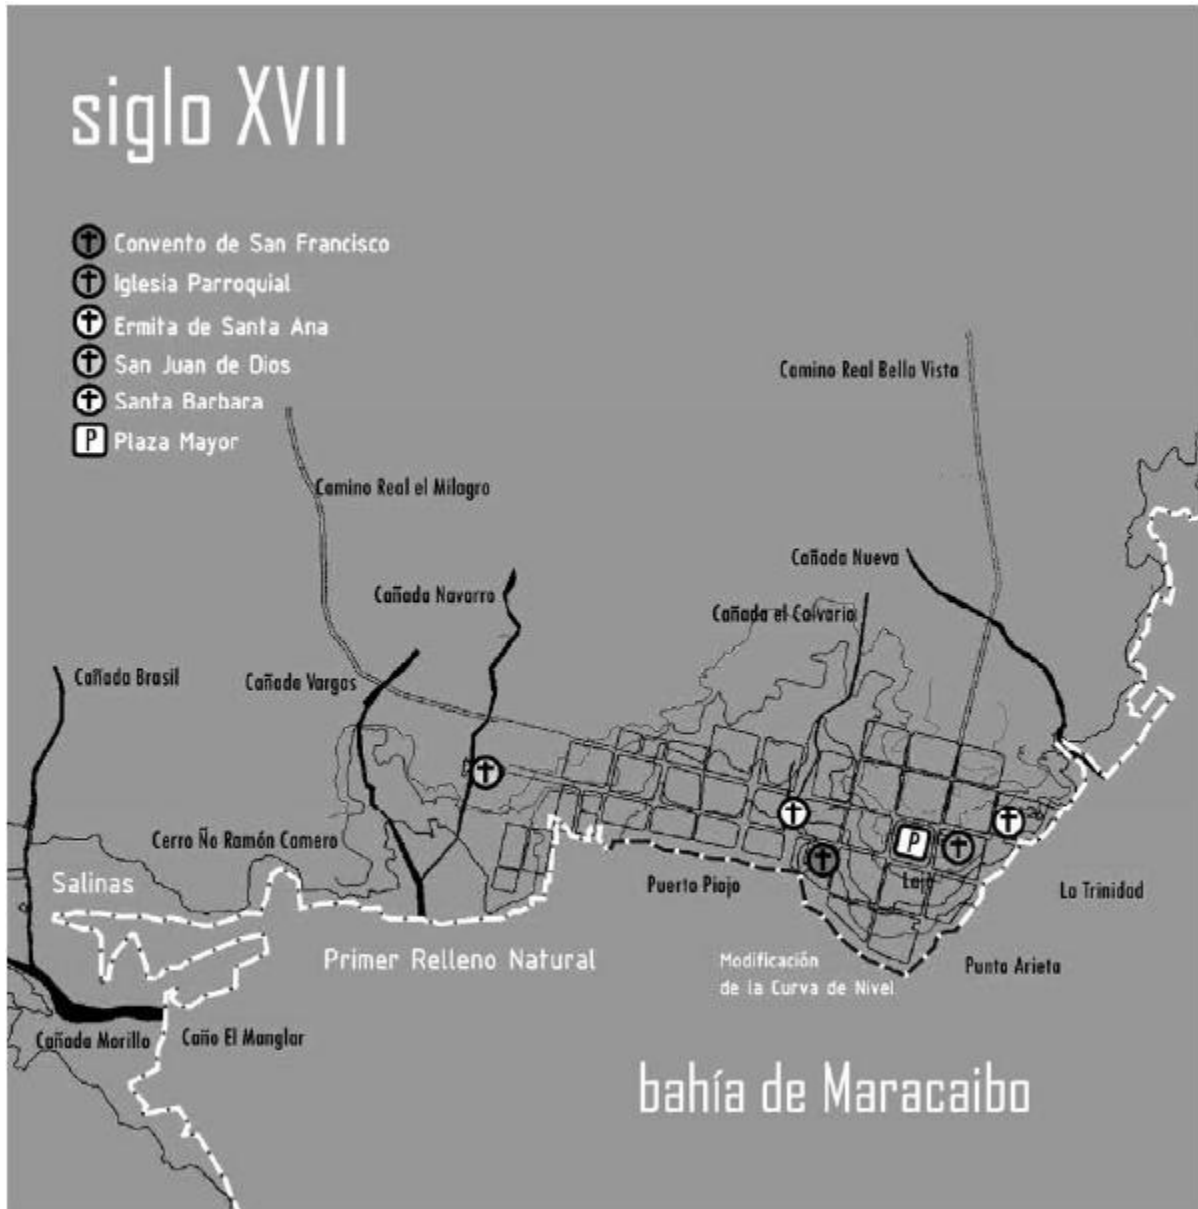 siglo XVII
Convento de San Francisco
Iglesia Parroquial
Ermita de Santa Ana
San Juan de Dios
Santa Barbara
P Plaza Mayor
Camino Real Bella Vista
Camino Real el Milagro
Cañada Nueva
Cañada Navarro
Cañada el Calvario
Cañada Brasil
Cañada Vargas
Cerro Ño Ramón Camero
P
Salinas
Puerto Piojo
La Trinidad
Primer Relleno Natural
Modificación
de la Curva de Nivel
Punta Arieta
Cañada Morillo
Caño El Manglar
bahía de Maracaibo